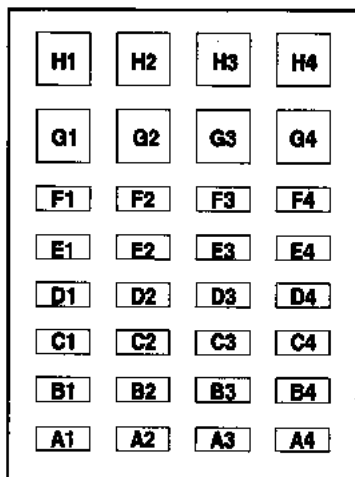 H1 H2 H3 H4
G1 G2 G3 G4
F1 F2 F3 F4
E1 E2 E3 E4
D1 D2 D3 D4
C1 C2 C3 C4
B1 B2 B3 B4
A1 A2 A3 A4